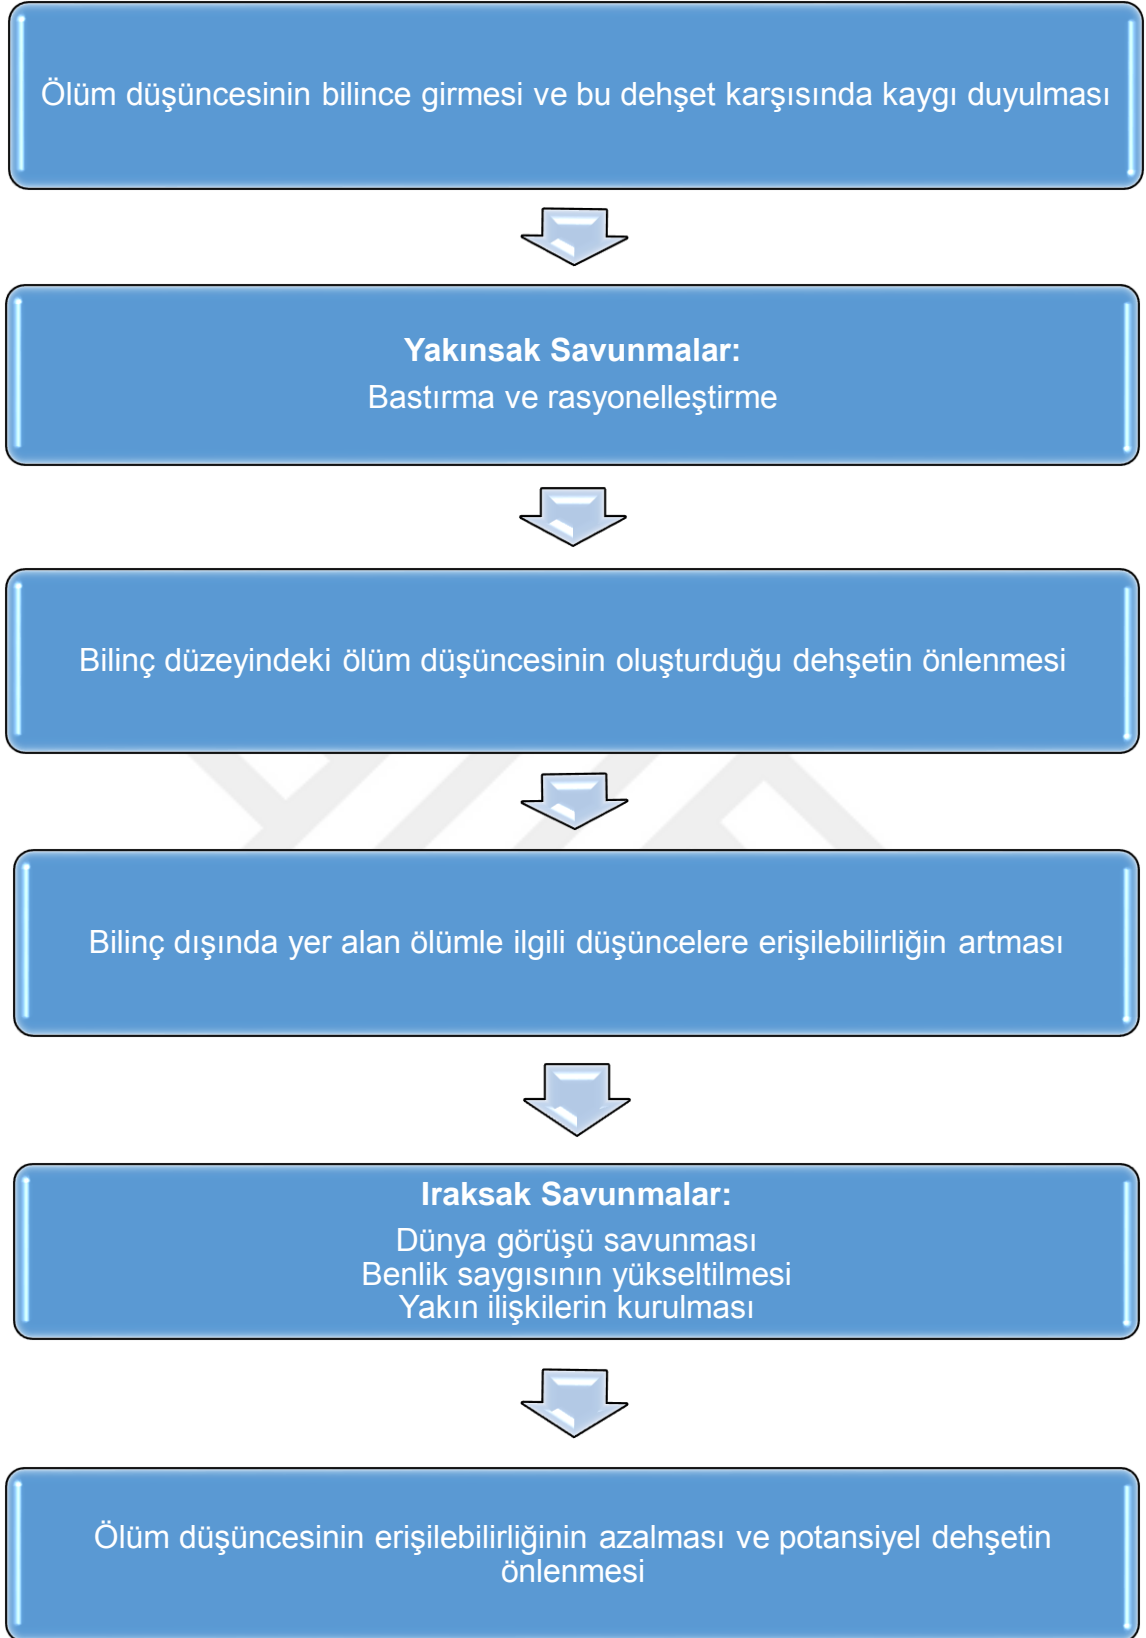 Ölüm düşüncesinin bilince girmesi ve bu dehşet karşısında kaygı duyulması
Yakınsak Savunmalar:
Bastırma ve rasyonelleştirme
Bilinç düzeyindeki ölüm düşüncesinin oluşturduğu dehşetin önlenmesi
Bilinç dışında yer alan ölümle ilgili düşüncelere erişilebilirliğin artması
Iraksak Savunmalar:
Dünya görüşü savunması
Benlik saygısının yükseltilmesi
Yakın ilişkilerin kurulması
Ölüm düşüncesinin erişilebilirliğinin azalması ve potansiyel dehşetin
önlenmesi